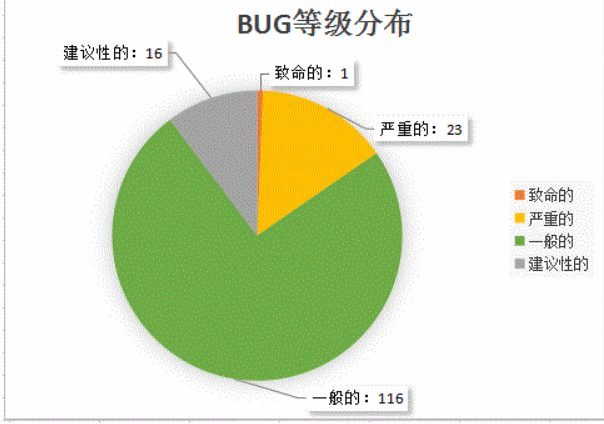 BUG等级分布
建议性的：16
致命的：1
严重的：23
一般的：116
致命的
严重的
一般的
建议性的